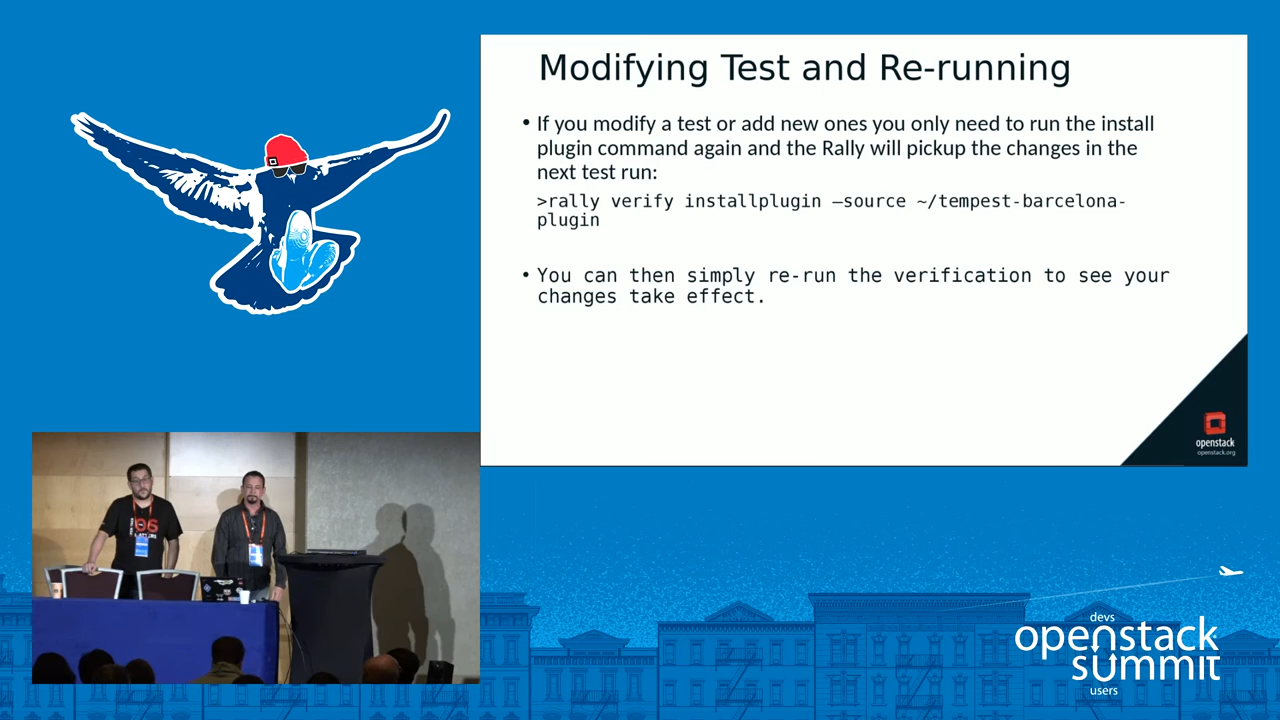 Modifying Test and Re-running
• If you modify a test or add new ones you only need to run the install
plugin command again and the Rally will pickup the changes in the
next test run:
>rally verify installplugin —source ~/tempest-barcelona-
plugin
• You can then simply re-run the verification to see your
changes take effect.
openstack
openstack.org
devs
openstack
summit
users